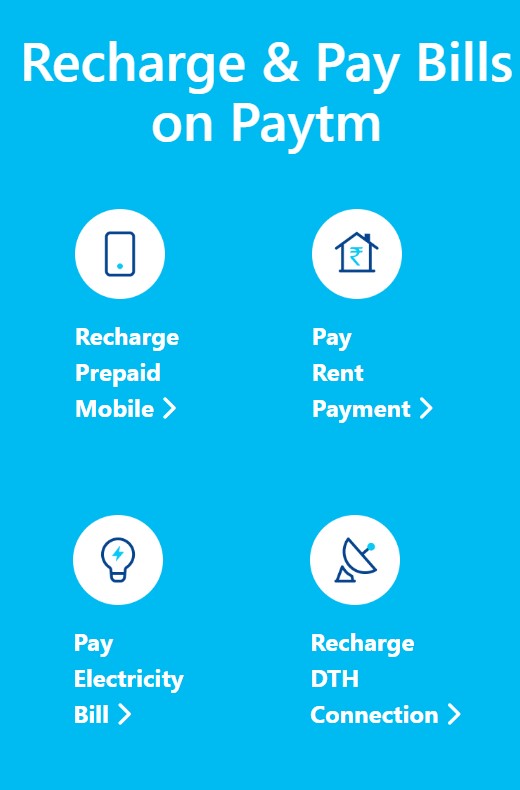 Recharge & Pay Bills
on Paytm
₹
Recharge
Prepaid
Mobile
Pay
Rent
Payment
Pay
Electricity
Bill
Recharge
DTH
Connection